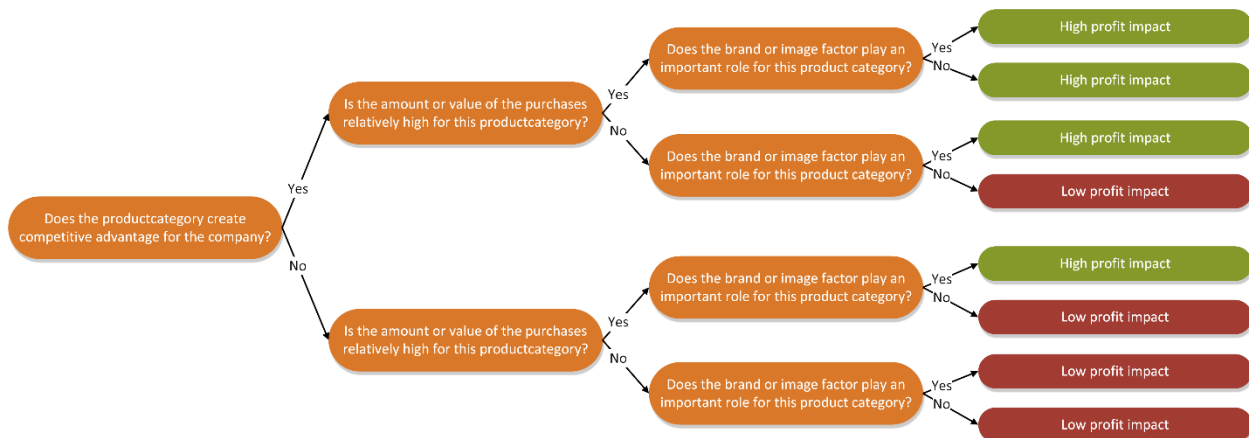 Does the productcategory create
competitive advantage for the company?
Yes
No
Is the amount or value of the purchases
relatively high for this productcategory?
Yes
No
Does the brand or image factor play an
important role for this product category?
Yes
No
High profit impact
High profit impact
Does the brand or image factor play an
important role for this product category?
Yes
No
High profit impact
Low profit impact
Is the amount or value of the purchases
relatively high for this productcategory?
Yes
No
Does the brand or image factor play an
important role for this product category?
Yes
No
High profit impact
Low profit impact
Does the brand or image factor play an
important role for this product category?
Yes
No
Low profit impact
Low profit impact